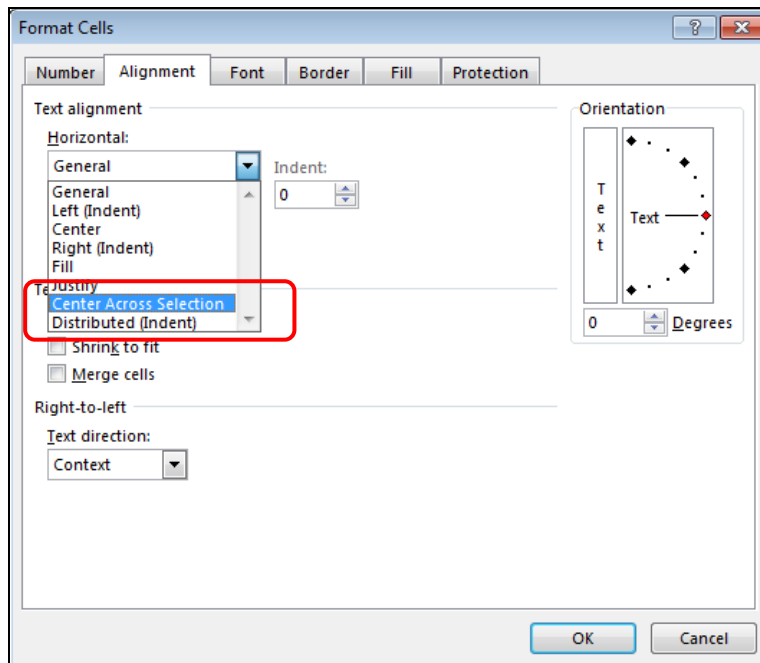 Format Cells
Number Alignment Font Border Fill Protection
Text alignment
Horizontal:
General
Indent:
0
General
Left (Indent)
Center
Right (Indent)
Fill
Justify
Center Across Selection
Distributed (Indent)
Te
Shrink to fit
Merge cells
Right-to-left
Text direction:
Context
Orientation
Text
Text
0 Degrees
OK Cancel